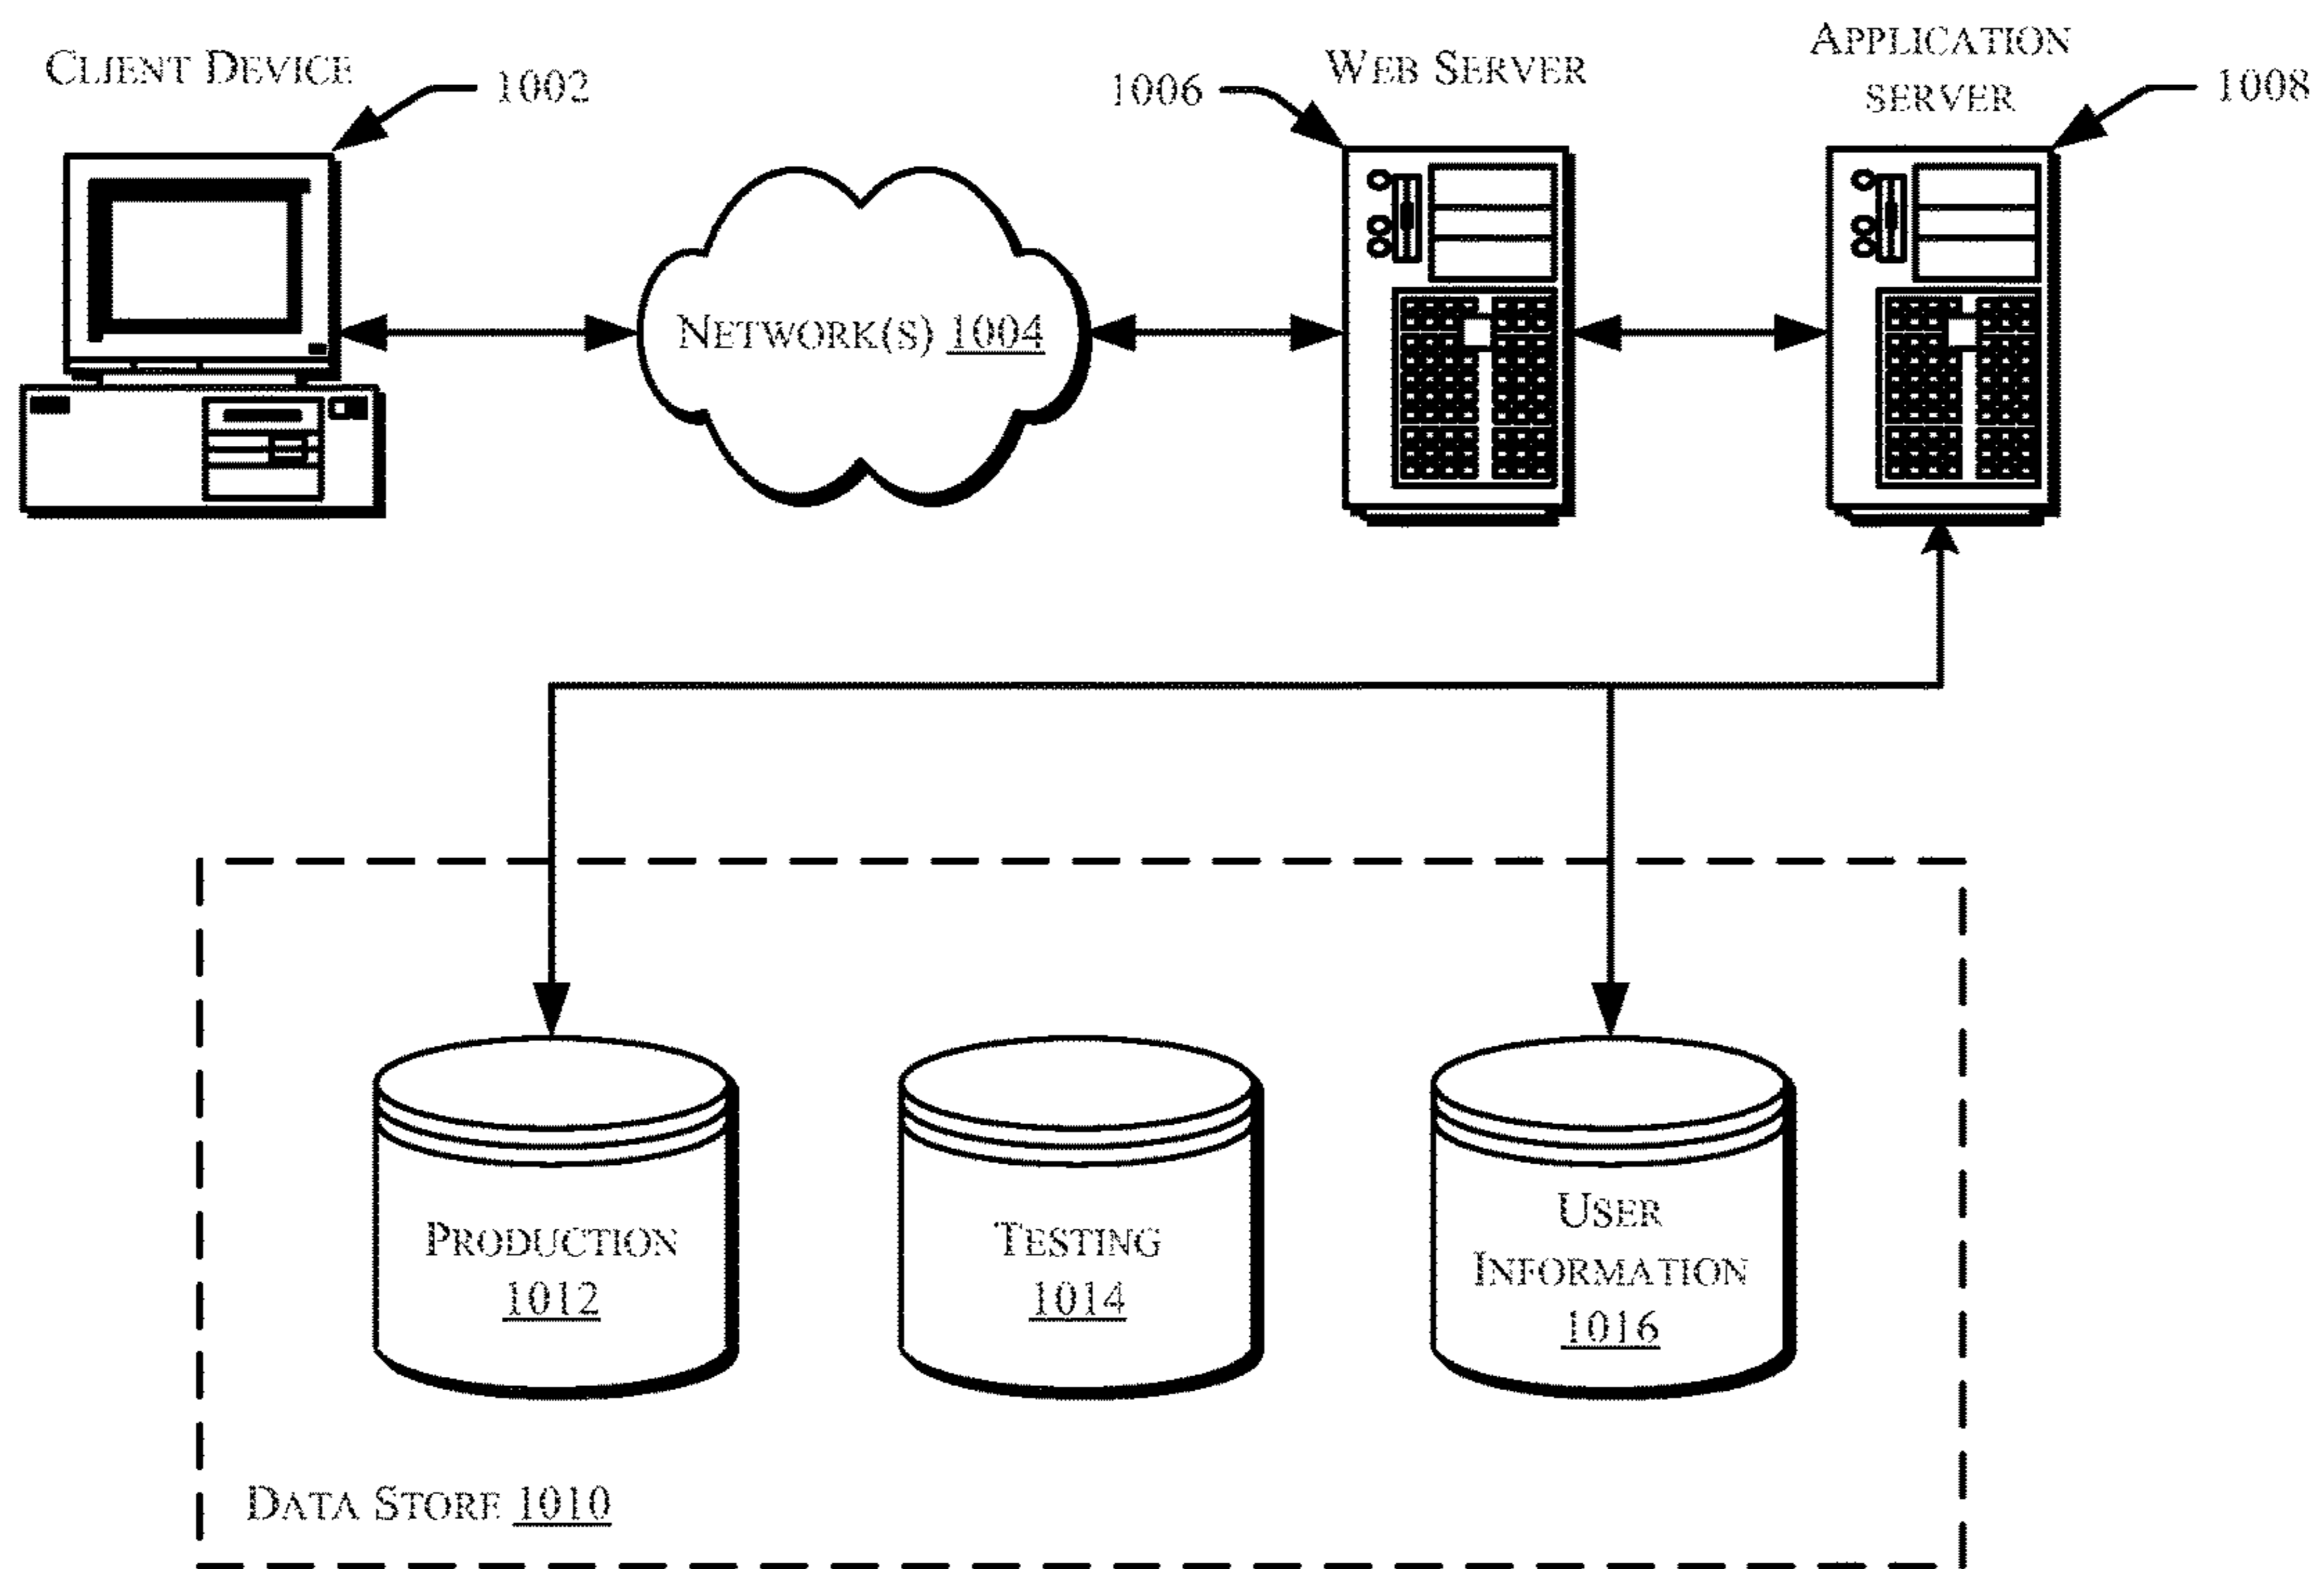 CLIENT DEVICE
1002
1006
WEB SERVER
APPLICATION
SERVER
1008
NETWORK(S) 1004
PRODUCTION
1012
TESTING
1014
USER
INFORMATION
1016
DATA STORE 1010